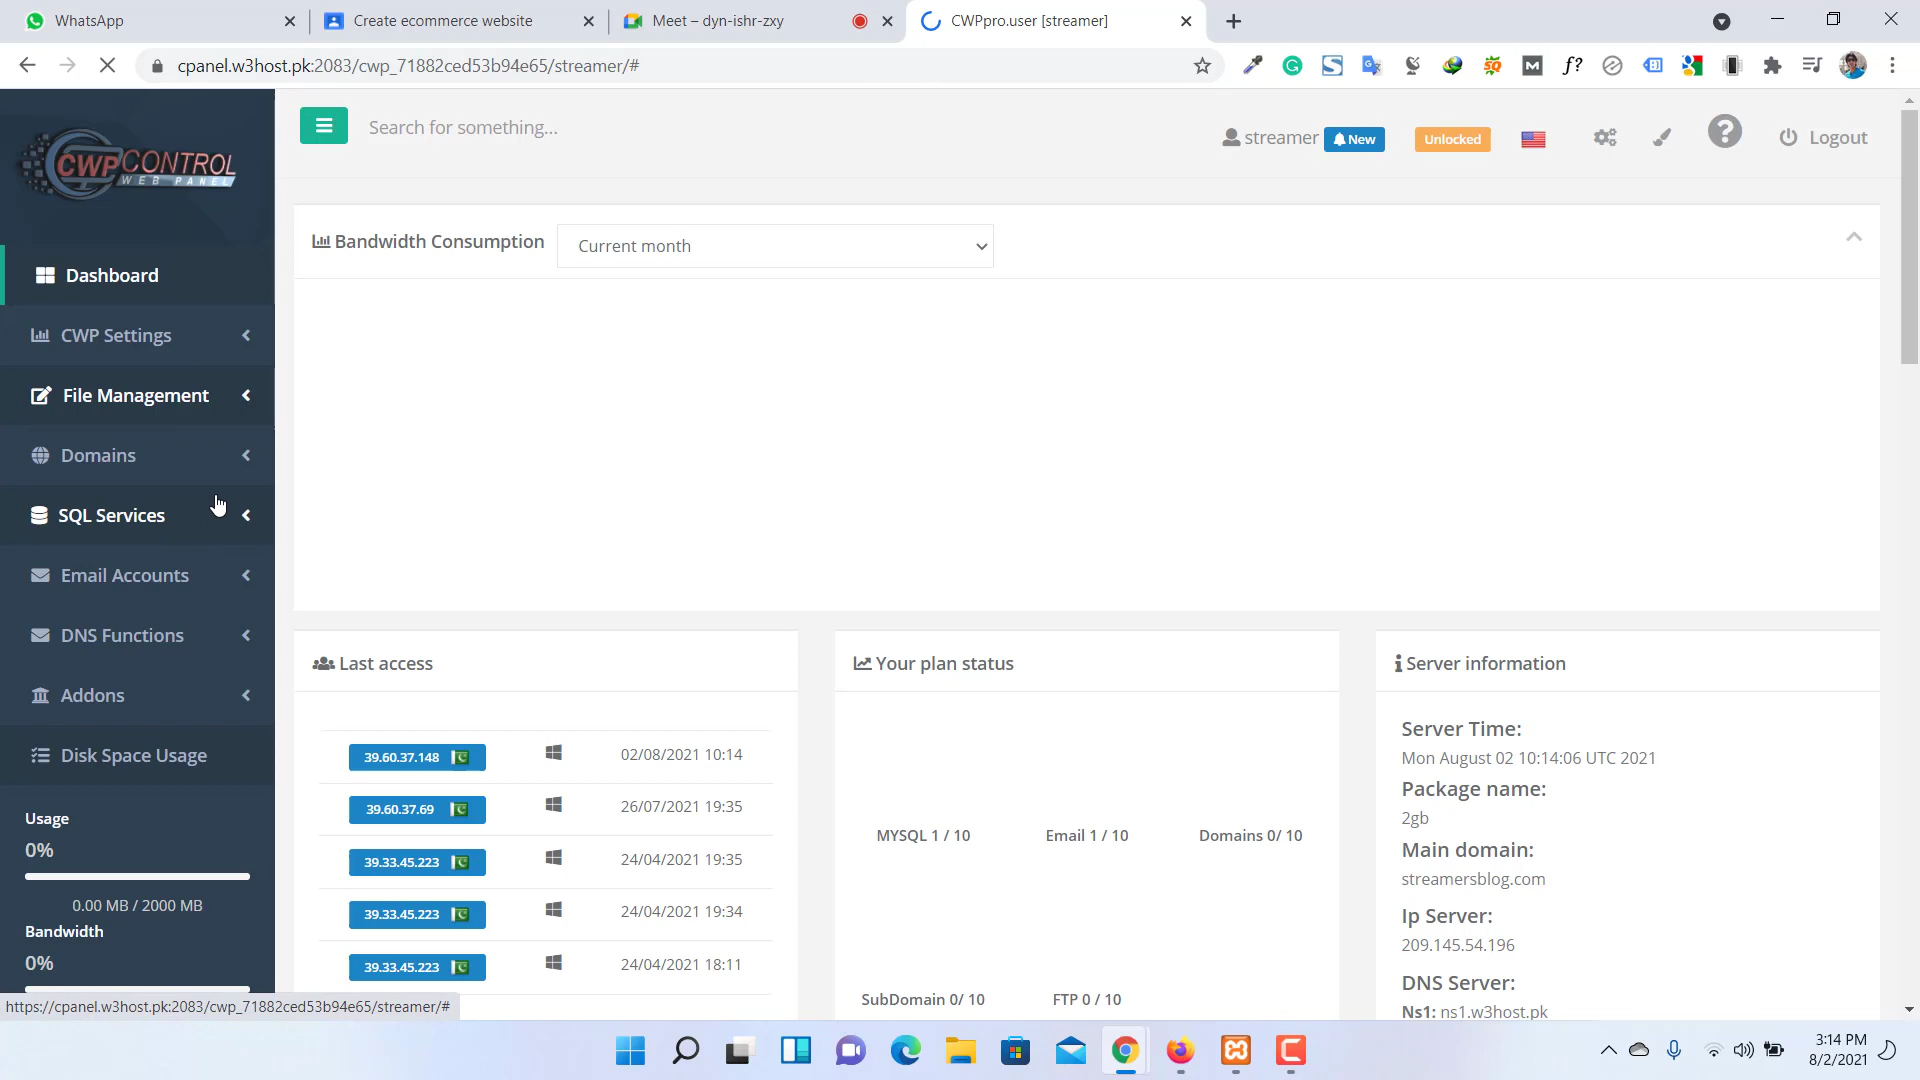 WhatsApp
Create ecommerce website
Meet – dyn-ishr-zxy
CWPpro.user [streamer]
cpanel.w3host.pk:2083/cwp_71882ced53b94e65/streamer/#
CWPCONTROL
WEB PANEL
Search for something...
streamer
New
Unlocked
Logout
Bandwidth Consumption
Current month
Dashboard
CWP Settings
File Management
Domains
SQL Services
Email Accounts
DNS Functions
Addons
Disk Space Usage
Usage
0%
0.00 MB / 2000 MB
Bandwidth
0%
Last access
39.60.37.148
02/08/2021 10:14
39.60.37.69
26/07/2021 19:35
39.33.45.223
24/04/2021 19:35
39.33.45.223
24/04/2021 19:34
39.33.45.223
24/04/2021 18:11
Your plan status
MYSQL 1 / 10
Email 1 / 10
Domains 0/ 10
SubDomain 0/ 10
FTP 0 / 10
Server information
Server Time:
Mon August 02 10:14:06 UTC 2021
Package name:
2gb
Main domain:
streamersblog.com
Ip Server:
209.145.54.196
DNS Server:
Ns1: ns1.w3host.pk
https://cpanel.w3host.pk:2083/cwp_71882ced53b94e65/streamer/#
3:14 PM
8/2/2021